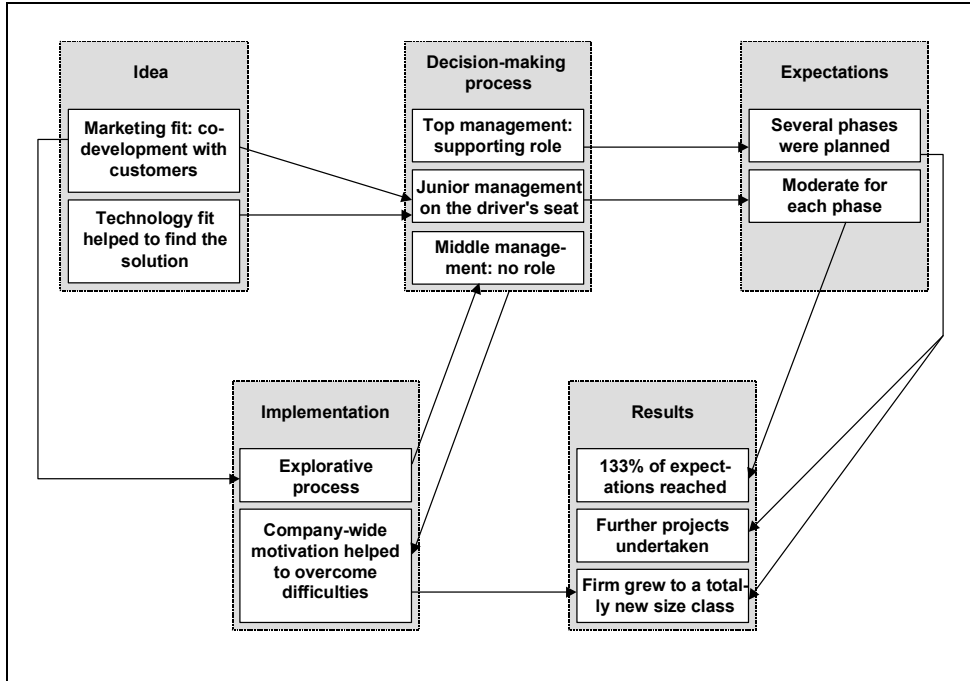 Idea
Marketing fit: co-
development with
customers
Technology fit
helped to find the
solution
Decision-making
process
Top management:
supporting role
Junior management
on the driver's seat
Middle manage-
ment: no role
Expectations
Several phases
were planned
Moderate for
each phase
Implementation
Explorative
process
Company-wide
motivation helped
to overcome
difficulties
Results
133% of expect-
ations reached
Further projects
undertaken
Firm grew to a total-
ly new size class